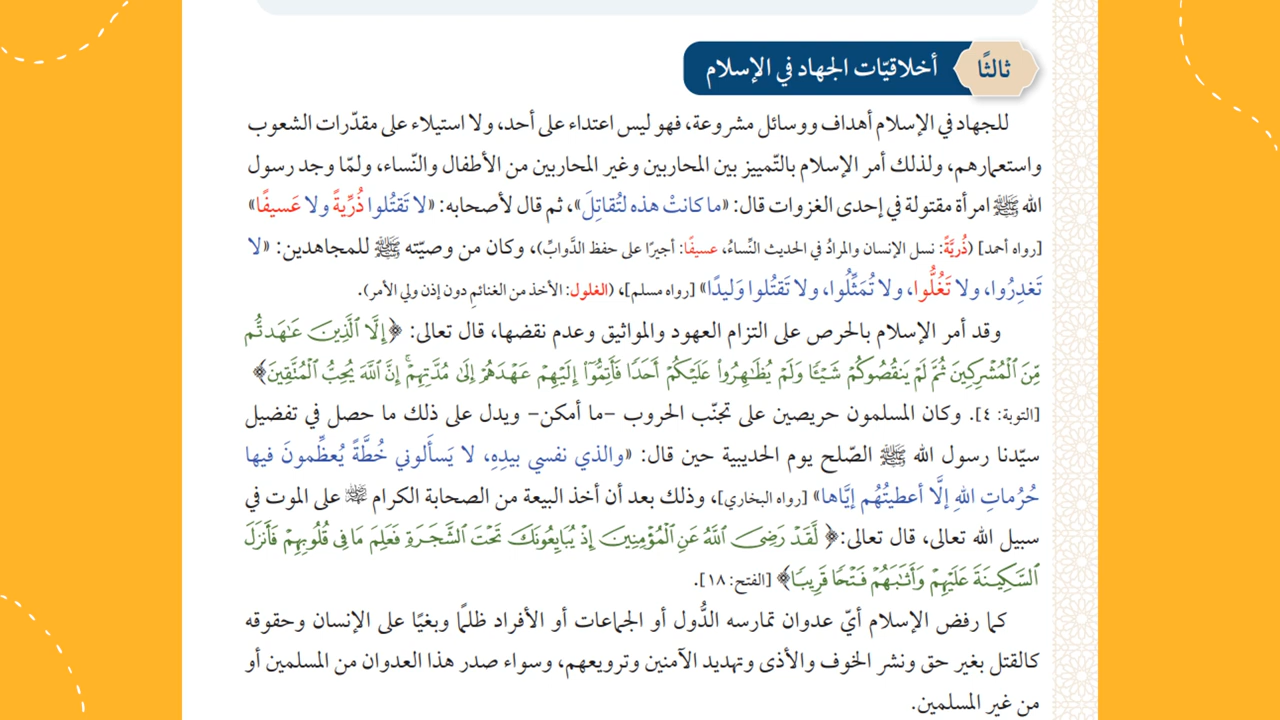 ثالثًا أخلاقيّات الجهاد في الإسلام
للجهاد في الإسلام أهداف ووسائل مشروعة، فهو ليس اعتداء على أحد، ولا استيلاء على مقدّرات الشعوب
واستعمارهم، ولذلك أمر الإسلام بالتّمييز بين المحاربين وغير المحاربين من الأطفال والنّساء، ولمّا وجد رسول
الله ﷺ امرأة مقتولة في إحدى الغزوات قال: «ما كانتْ هذه لتُقاتِلَ»، ثم قال لأصحابه: «لا تَقتُلوا ذُرِّيةً ولا عَسيفًا»
[رواه أحمد] (ذُرِّيَّةً: نسل الإنسان والمرادُ في الحديث النِّساءُ، عسيفًا: أجيرًا على حفظ الدَّوابِّ)، وكان من وصيّته ﷺ للمجاهدين: «لا
تَغدِرُوا، ولا تَغُلُّوا، ولا تُمَثِّلُوا، ولا تَقتُلوا وَليدًا» [رواه مسلم]، (الغلول: الأخذ من الغنائمِ دون إذن ولي الأمر).
وقد أمر الإسلام بالحرص على التزام العهود والمواثيق وعدم نقضها، قال تعالى: ﴿إِلَّا ٱلَّذِينَ عَٰهَدتُّم
مِّنَ ٱلْمُشْرِكِينَ ثُمَّ لَمْ يَنقُصُوكُمْ شَيْـًٔا وَلَمْ يُظَٰهِرُوا۟ عَلَيْكُمْ أَحَدًا فَأَتِمُّوٓا۟ إِلَيْهِمْ عَهْدَهُمْ إِلَىٰ مُدَّتِهِمْ ۚ إِنَّ ٱللَّهَ يُحِبُّ ٱلْمُتَّقِينَ﴾
[التوبة: ٤]. وكان المسلمون حريصين على تجنّب الحروب -ما أمكن- ويدل على ذلك ما حصل في تفضيل
سيّدنا رسول الله ﷺ الصّلح يوم الحديبية حين قال: «والذي نفسي بيدِهِ، لا يَسأَلوني خُطَّةً يُعظِّمونَ فيها
حُرُماتِ اللهِ إلَّا أعطيتُهُم إيَّاها» [رواه البخاري]، وذلك بعد أن أخذ البيعة من الصحابة الكرام ﷺ على الموت في
سبيل الله تعالى، قال تعالى: ﴿لَّقَدْ رَضِىَ ٱللَّهُ عَنِ ٱلْمُؤْمِنِينَ إِذْ يُبَايِعُونَكَ تَحْتَ ٱلشَّجَرَةِ فَعَلِمَ مَا فِى قُلُوبِهِمْ فَأَنزَلَ
ٱلسَّكِينَةَ عَلَيْهِمْ وَأَثَٰبَهُمْ فَتْحًا قَرِيبًا﴾ [الفتح: ١٨].
كما رفض الإسلام أيّ عدوان تمارسه الدُّول أو الجماعات أو الأفراد ظلمًا وبغيًا على الإنسان وحقوقه
كالقتل بغير حق ونشر الخوف والأذى وتهديد الآمنين وترويعهم، وسواء صدر هذا العدوان من المسلمين أو
من غير المسلمين.